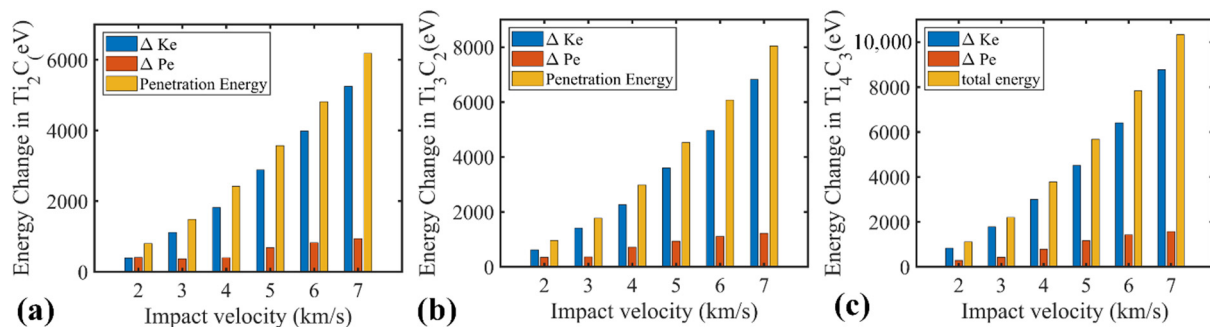 Energy Change in Ti2C (eV)
6000
4000
2000
0
Δ Ke
Δ Pe
Penetration Energy
2 3 4 5 6 7
Impact velocity (km/s)
(a)
Energy Change in Ti3C2(eV)
8000
6000
4000
2000
0
Δ Ke
Δ Pe
Penetration Energy
2 3 4 5 6 7
Impact velocity (km/s)
(b)
Energy Change in Ti4C3(eV)
10,000
8000
6000
4000
2000
0
Δ Ke
Δ Pe
total energy
2 3 4 5 6 7
Impact velocity (km/s)
(c)